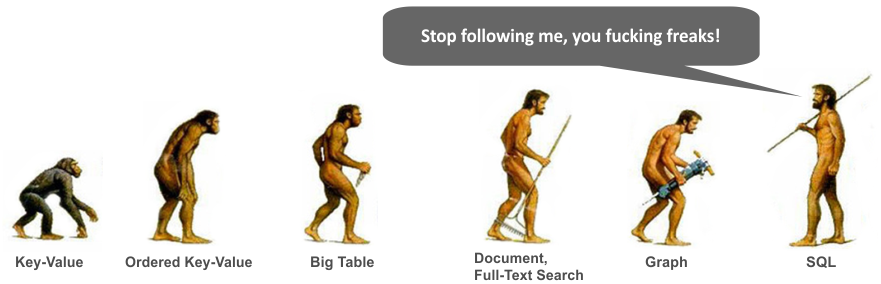 Stop following me, you fucking freaks!
Key-Value
Ordered Key-Value
Big Table
Document,
Full-Text Search
Graph
SQL